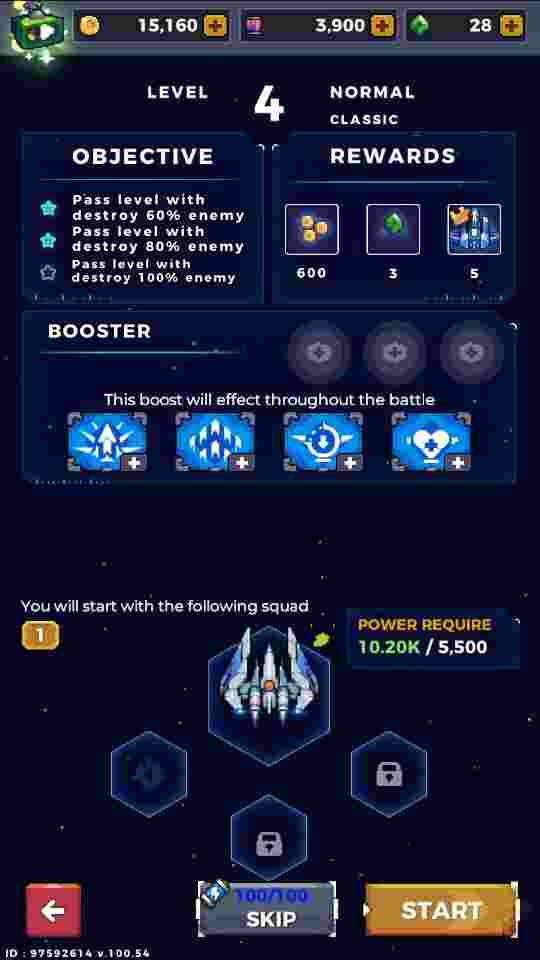 15,160
3,900
28
LEVEL
4
NORMAL
CLASSIC
OBJECTIVE
Pass level with
destroy 60% enemy
Pass level with
destroy 80% enemy
Pass level with
destroy 100% enemy
REWARDS
600
3
5
BOOSTER
This boost will effect throughout the battle
You will start with the following squad
1
POWER REQUIRE
10.20K / 5,500
100/100
SKIP
START
ID : 97592614 v.100.54